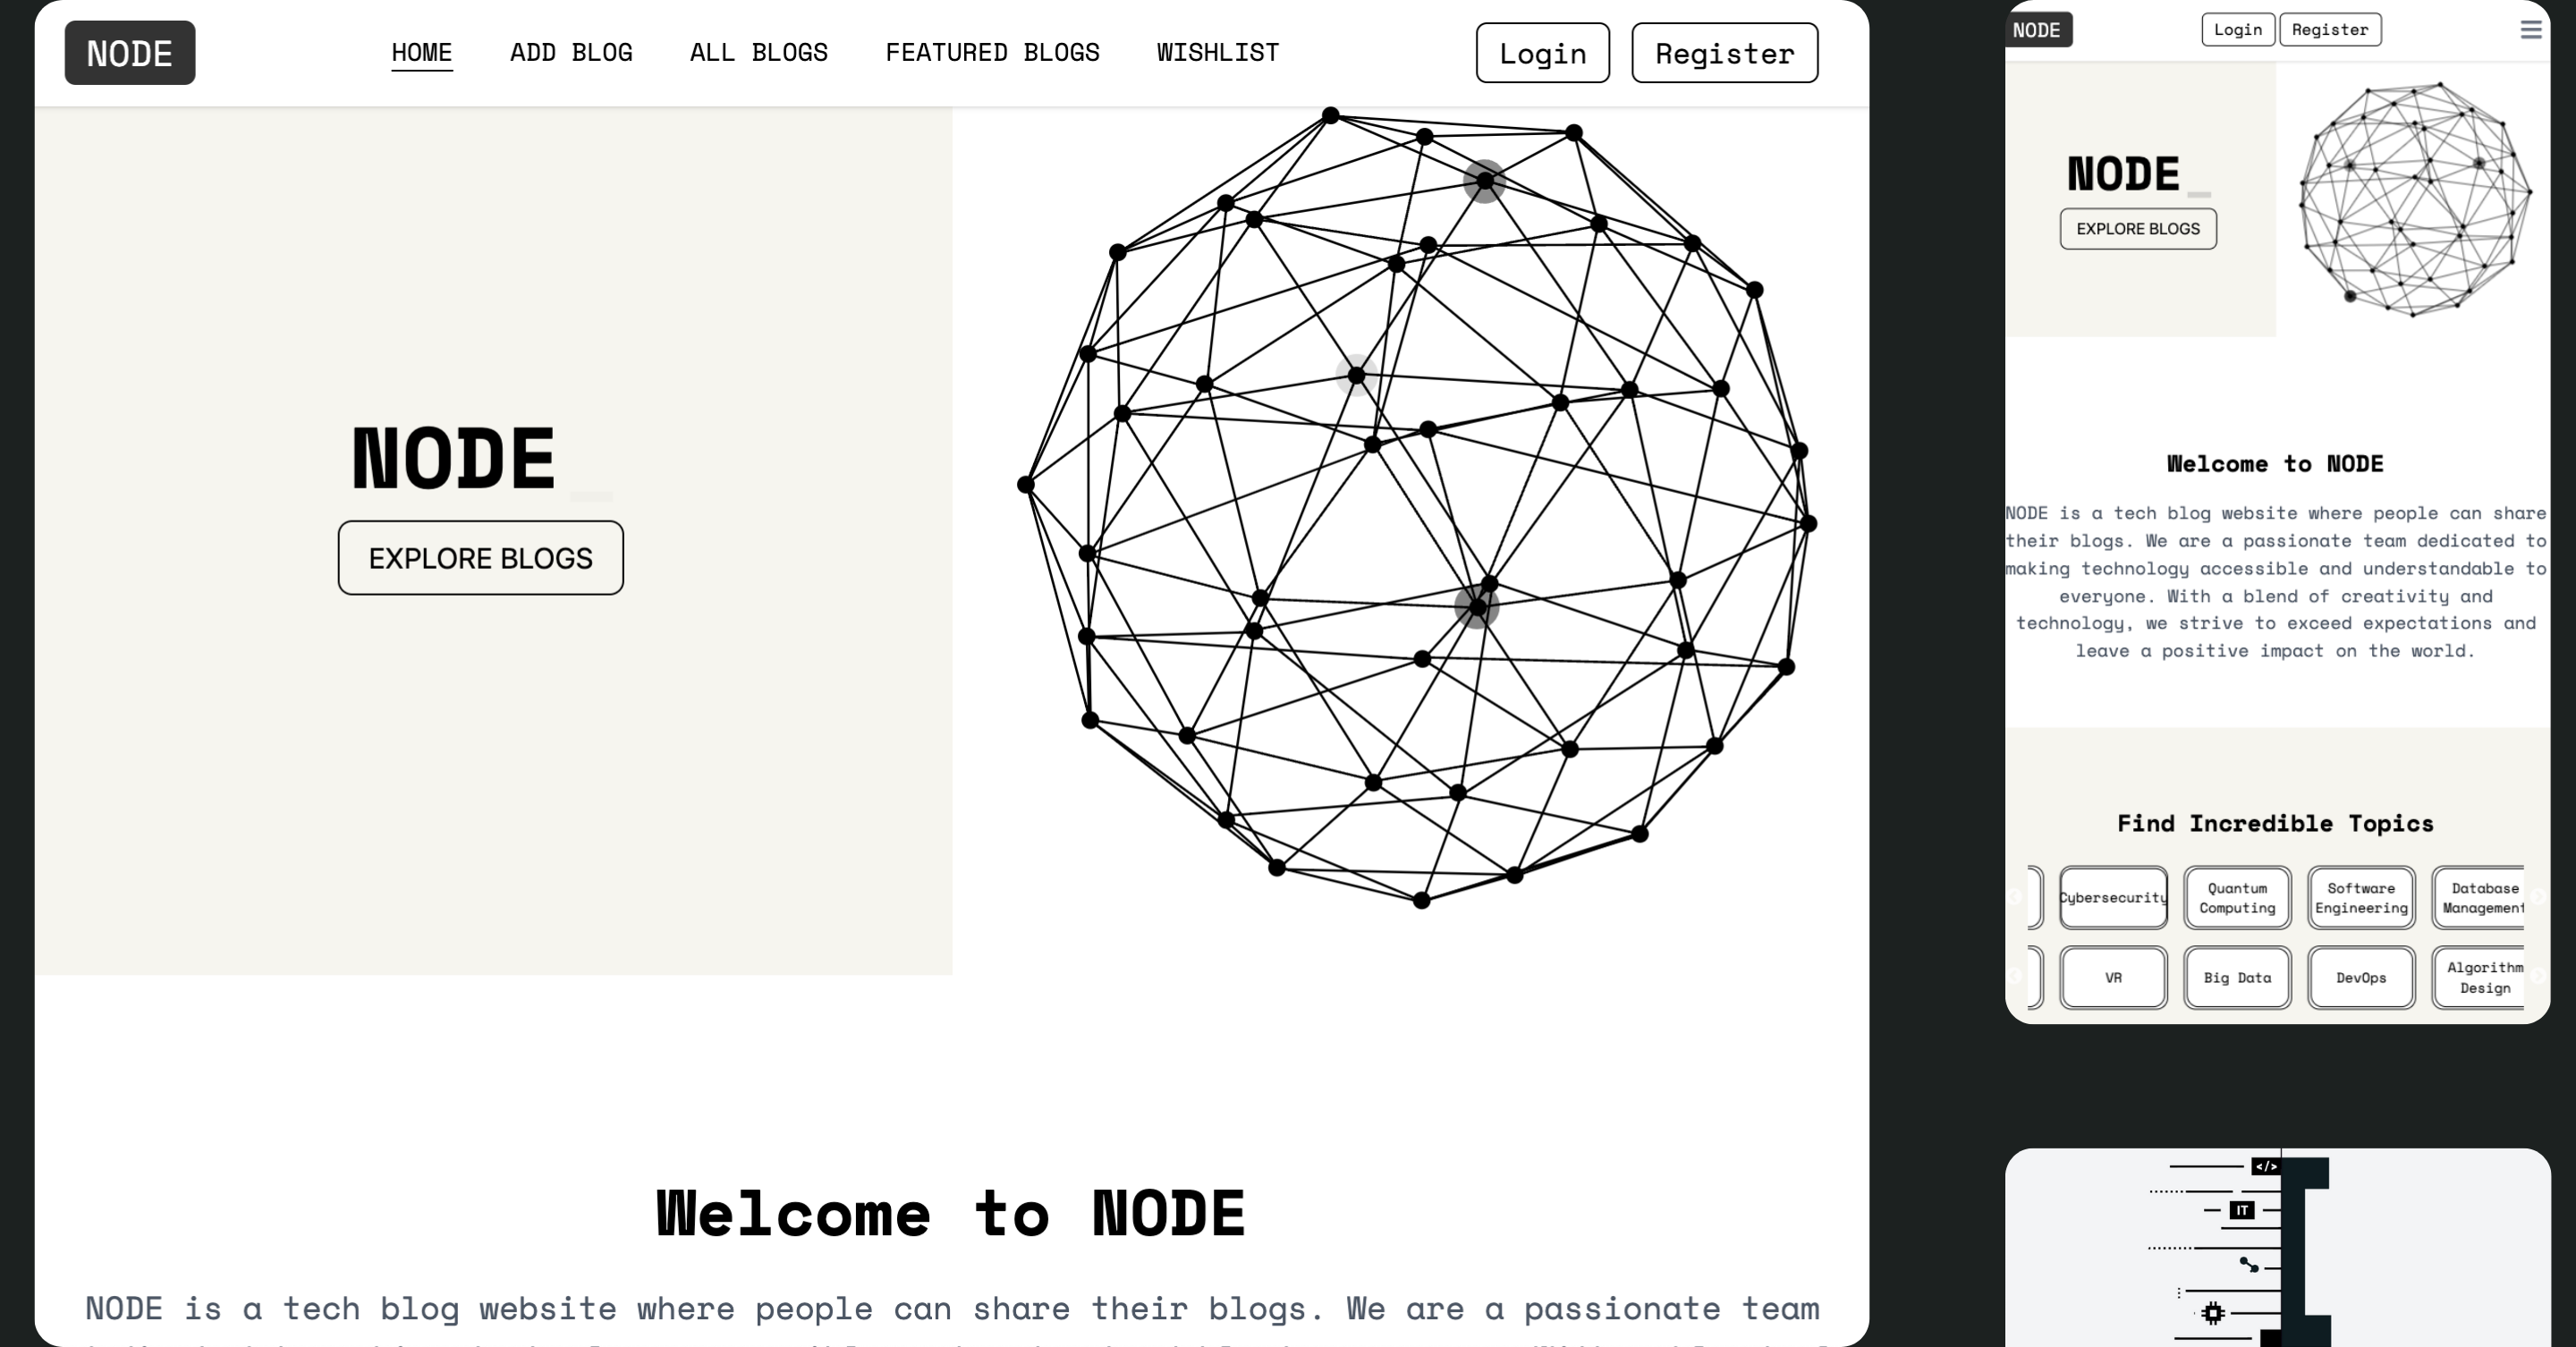 NODE
HOME ADD BLOG ALL BLOGS FEATURED BLOGS WISHLIST
Login Register
NODE_
EXPLORE BLOGS
Welcome to NODE
NODE is a tech blog website where people can share their blogs. We are a passionate team
NODE
Login Register
NODE_
EXPLORE BLOGS
Welcome to NODE
NODE is a tech blog website where people can share
their blogs. We are a passionate team dedicated to
making technology accessible and understandable to
everyone. With a blend of creativity and
technology, we strive to exceed expectations and
leave a positive impact on the world.
Find Incredible Topics
Cybersecurity
Quantum
Computing
Software
Engineering
Database
Management
VR
Big Data
DevOps
Algorithm
Design
</>
IT